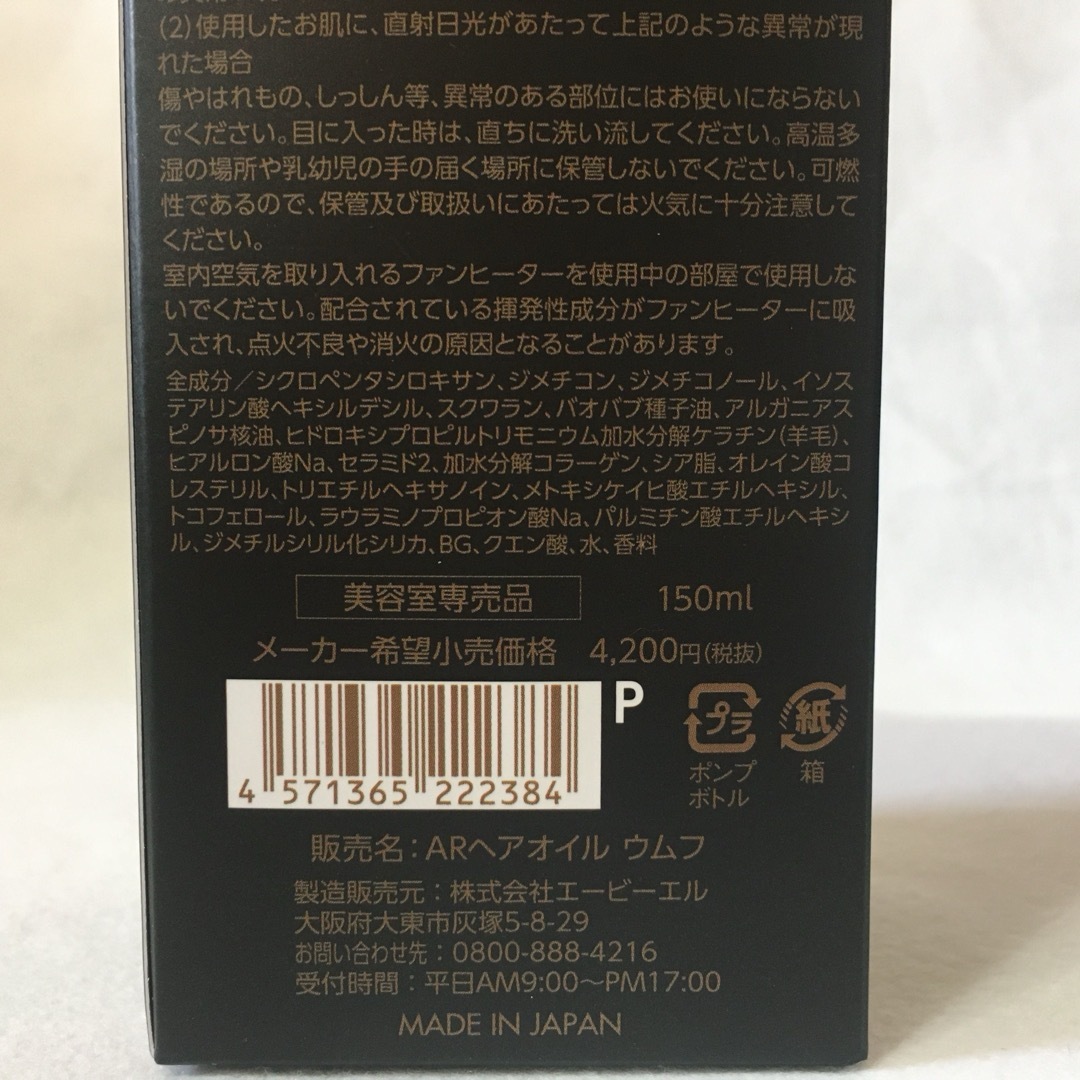 (2)使用したお肌に、直射日光があたって上記のような異常が現
れた場合
傷やはれもの、しっしん等、異常のある部位にはお使いにならない
でください。目に入った時は、直ちに洗い流してください。高温多
湿の場所や乳幼児の手の届く場所に保管しないでください。可燃
性であるので、保管及び取扱いにあたっては火気に十分注意して
ください。
室内空気を取り入れるファンヒーターを使用中の部屋で使用しな
いでください。配合されている揮発性成分がファンヒーターに吸
入され、点火不良や消火の原因となることがあります。
全成分／シクロペンタシロキサン、ジメチコン、ジメチコノール、イソス
テアリン酸ヘキシルデシル、スクワラン、バオバブ種子油、アルガニアス
ピノサ核油、ヒドロキシプロピルトリモニウム加水分解ケラチン(羊毛)、
ヒアルロン酸Na、セラミド2、加水分解コラーゲン、シア脂、オレイン酸コ
レステリル、トリエチルヘキサノイン、メトキシケイヒ酸エチルヘキシル、
トコフェロール、ラウラミノプロピオン酸Na、パルミチン酸エチルヘキシ
ル、ジメチルシリル化シリカ、BG、クエン酸、水、香料
美容室専売品 150ml
メーカー希望小売価格 4,200円(税抜)
P
プラ 紙
ポンプ 箱
ボトル
4 571365 222384
販売名：ARヘアオイル ウムフ
製造販売元：株式会社エービーエル
大阪府大東市灰塚5-8-29
お問い合わせ先：0800-888-4216
受付時間：平日AM9:00〜PM17:00
MADE IN JAPAN